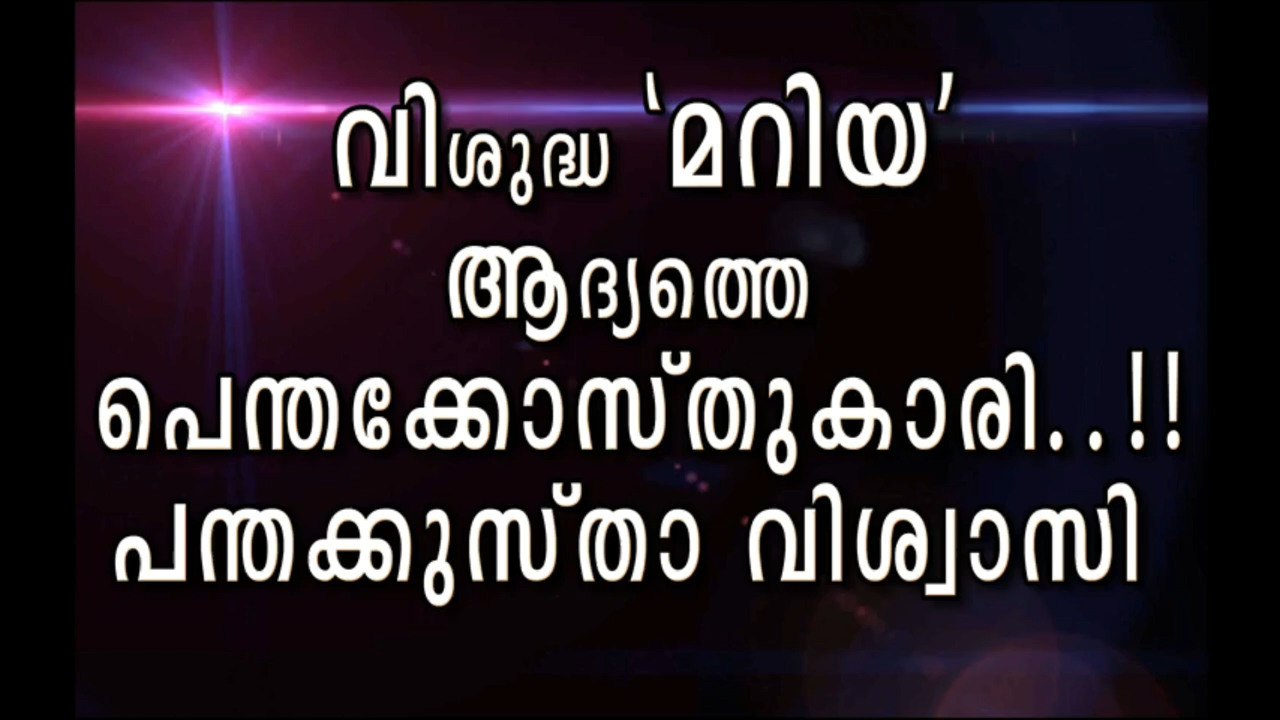 വിശുദ്ധ ‘മറിയ’
ആദ്യത്തെ
പെന്തക്കോസ്തുകാരി..!!
പന്തക്കുസ്താ വിശ്വാസി